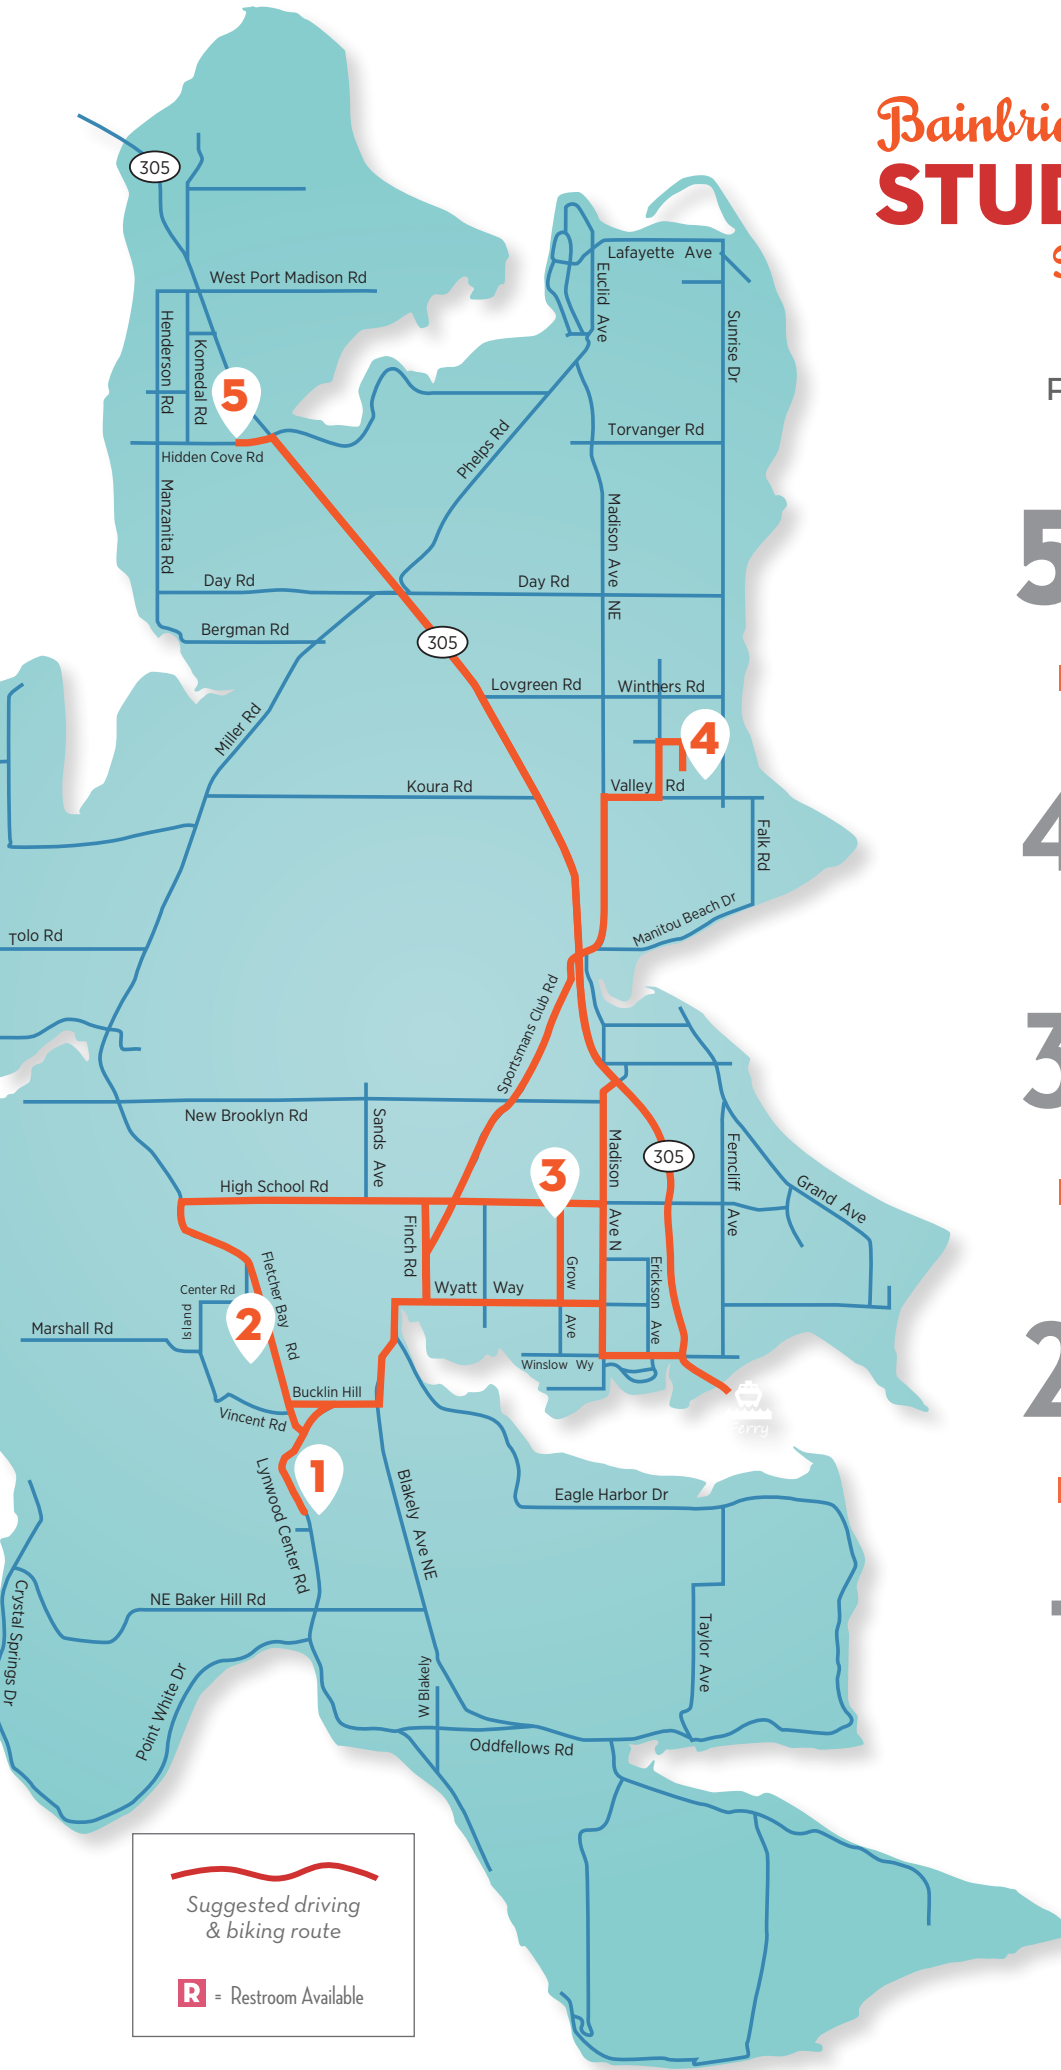 Bainbri
STUD
S
F
305
West Port Madison Rd
Henderson Rd
Komedal Rd
5
Hidden Cove Rd
Manzanita Rd
Day Rd
Bergman Rd
Miller Rd
Lafayette Ave
Euclid Ave
Sunrise Dr
Phelps Rd
Torvanger Rd
Madison Ave NE
Day Rd
305
Lovgreen Rd
Winthers Rd
4
Valley Rd
Koura Rd
Falk Rd
Manitou Beach Dr
Tolo Rd
Sportsmans Club Rd
New Brooklyn Rd
Sands Ave
Madison Ave N
305
Ferncliff Ave
Grand Ave
3
High School Rd
Finch Rd
Grow Ave
Erickson Ave
Wyatt Way
Winslow Wy
Ferry
Fletcher Bay Rd
Center Rd
Island
2
Marshall Rd
Bucklin Hill
Vincent Rd
1
Lynwood Center Rd
Blakely Ave NE
Eagle Harbor Dr
NE Baker Hill Rd
Crystal Springs Dr
Point White Dr
W Blakely
Taylor Ave
Oddfellows Rd
5
4
3
2
Suggested driving
& biking route
R = Restroom Available